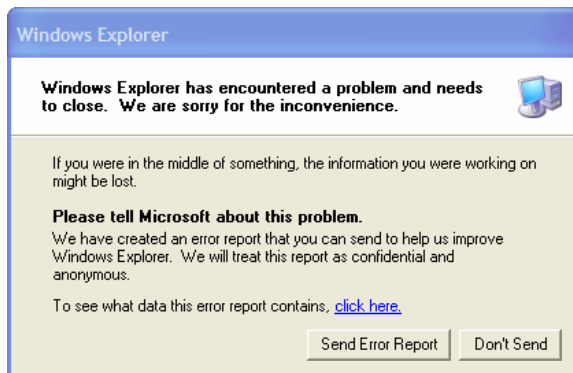 Windows Explorer
Windows Explorer has encountered a problem and needs
to close.  We are sorry for the inconvenience.
If you were in the middle of something, the information you were working on
might be lost.
Please tell Microsoft about this problem.
We have created an error report that you can send to help us improve
Windows Explorer.  We will treat this report as confidential and
anonymous.
To see what data this error report contains, click here.
Send Error Report Don't Send